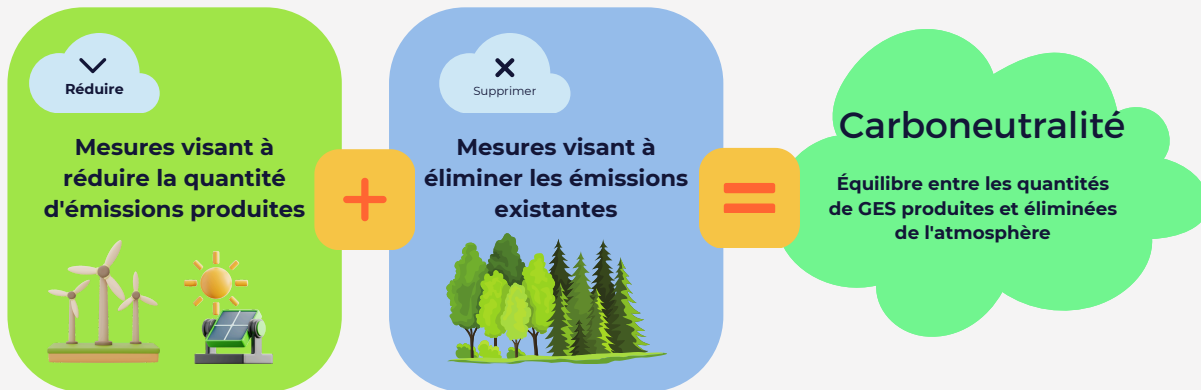 Réduire
Mesures visant à
réduire la quantité
d'émissions produites
+
Supprimer
Mesures visant à
éliminer les émissions
existantes
=
Carboneutralité
Équilibre entre les quantités
de GES produites et éliminées
de l'atmosphère